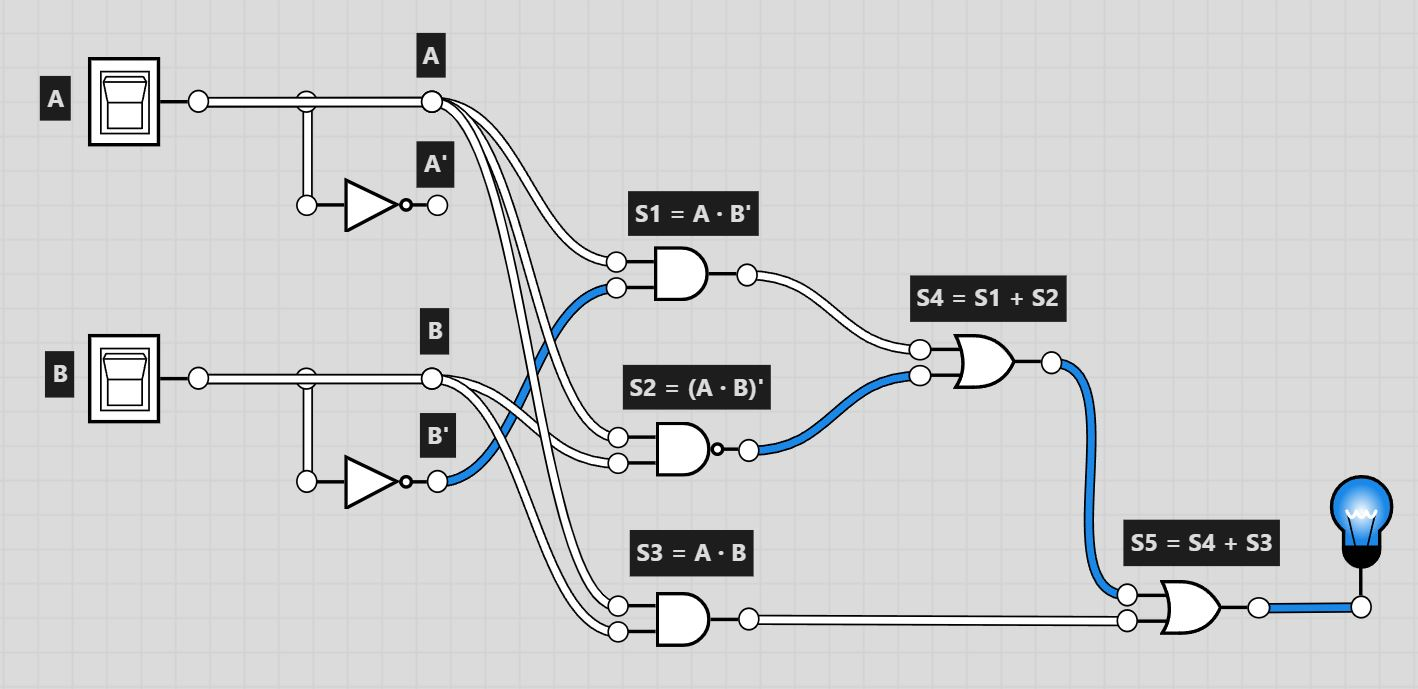 A
A
A'
S1 = A · B'
S4 = S1 + S2
B
B
S2 = (A · B)'
B'
S3 = A · B
S5 = S4 + S3